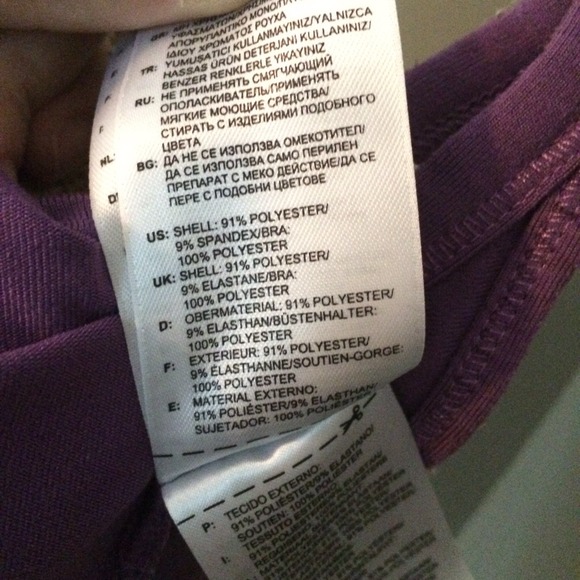 ΑΠΟΡΥΠΑΝΤΙΚΟ ΜΟΝΟ/
ΙΔΙΟΥ ΧΡΩΜΑΤΟΣ ΡΟΥΧΑ
TR: YUMUŞATICI KULLANMAYINIZ/YALNIZCA
HASSAS ÜRÜN DETERJANI KULLANINIZ/
BENZER RENKLERLE YIKAYINIZ
RU: НЕ ПРИМЕНЯТЬ СМЯГЧАЮЩИЙ
ОПОЛАСКИВАТЕЛЬ/ПРИМЕНЯТЬ
МЯГКИЕ МОЮЩИЕ СРЕДСТВА/
СТИРАТЬ С ИЗДЕЛИЯМИ ПОДОБНОГО
ЦВЕТА
NL:
BG: ДА НЕ СЕ ИЗПОЛЗВА ОМЕКОТИТЕЛ/
ДА СЕ ИЗПОЛЗВА САМО ПЕРИЛЕН
ПРЕПАРАТ С МЕКО ДЕЙСТВИЕ/ДА СЕ
ПЕРЕ С ПОДОБНИ ЦВЕТОВЕ
US: SHELL: 91% POLYESTER/
9% SPANDEX/BRA:
100% POLYESTER
UK: SHELL: 91% POLYESTER/
9% ELASTANE/BRA:
100% POLYESTER
D: OBERMATERIAL: 91% POLYESTER/
9% ELASTHAN/BÜSTENHALTER:
100% POLYESTER
F: EXTERIEUR: 91% POLYESTER/
9% ÉLASTHANNE/SOUTIEN-GORGE:
100% POLYESTER
E: MATERIAL EXTERNO:
91% POLIÉSTER/9% ELASTHAN/
SUJETADOR: 100% POLIÉSTER
P: TECIDO EXTERNO:
91% POLIÉSTER/9% ELASTANO/
SOUTIEN: 100% POLIÉSTER
I: TESSUTO ESTERNO: